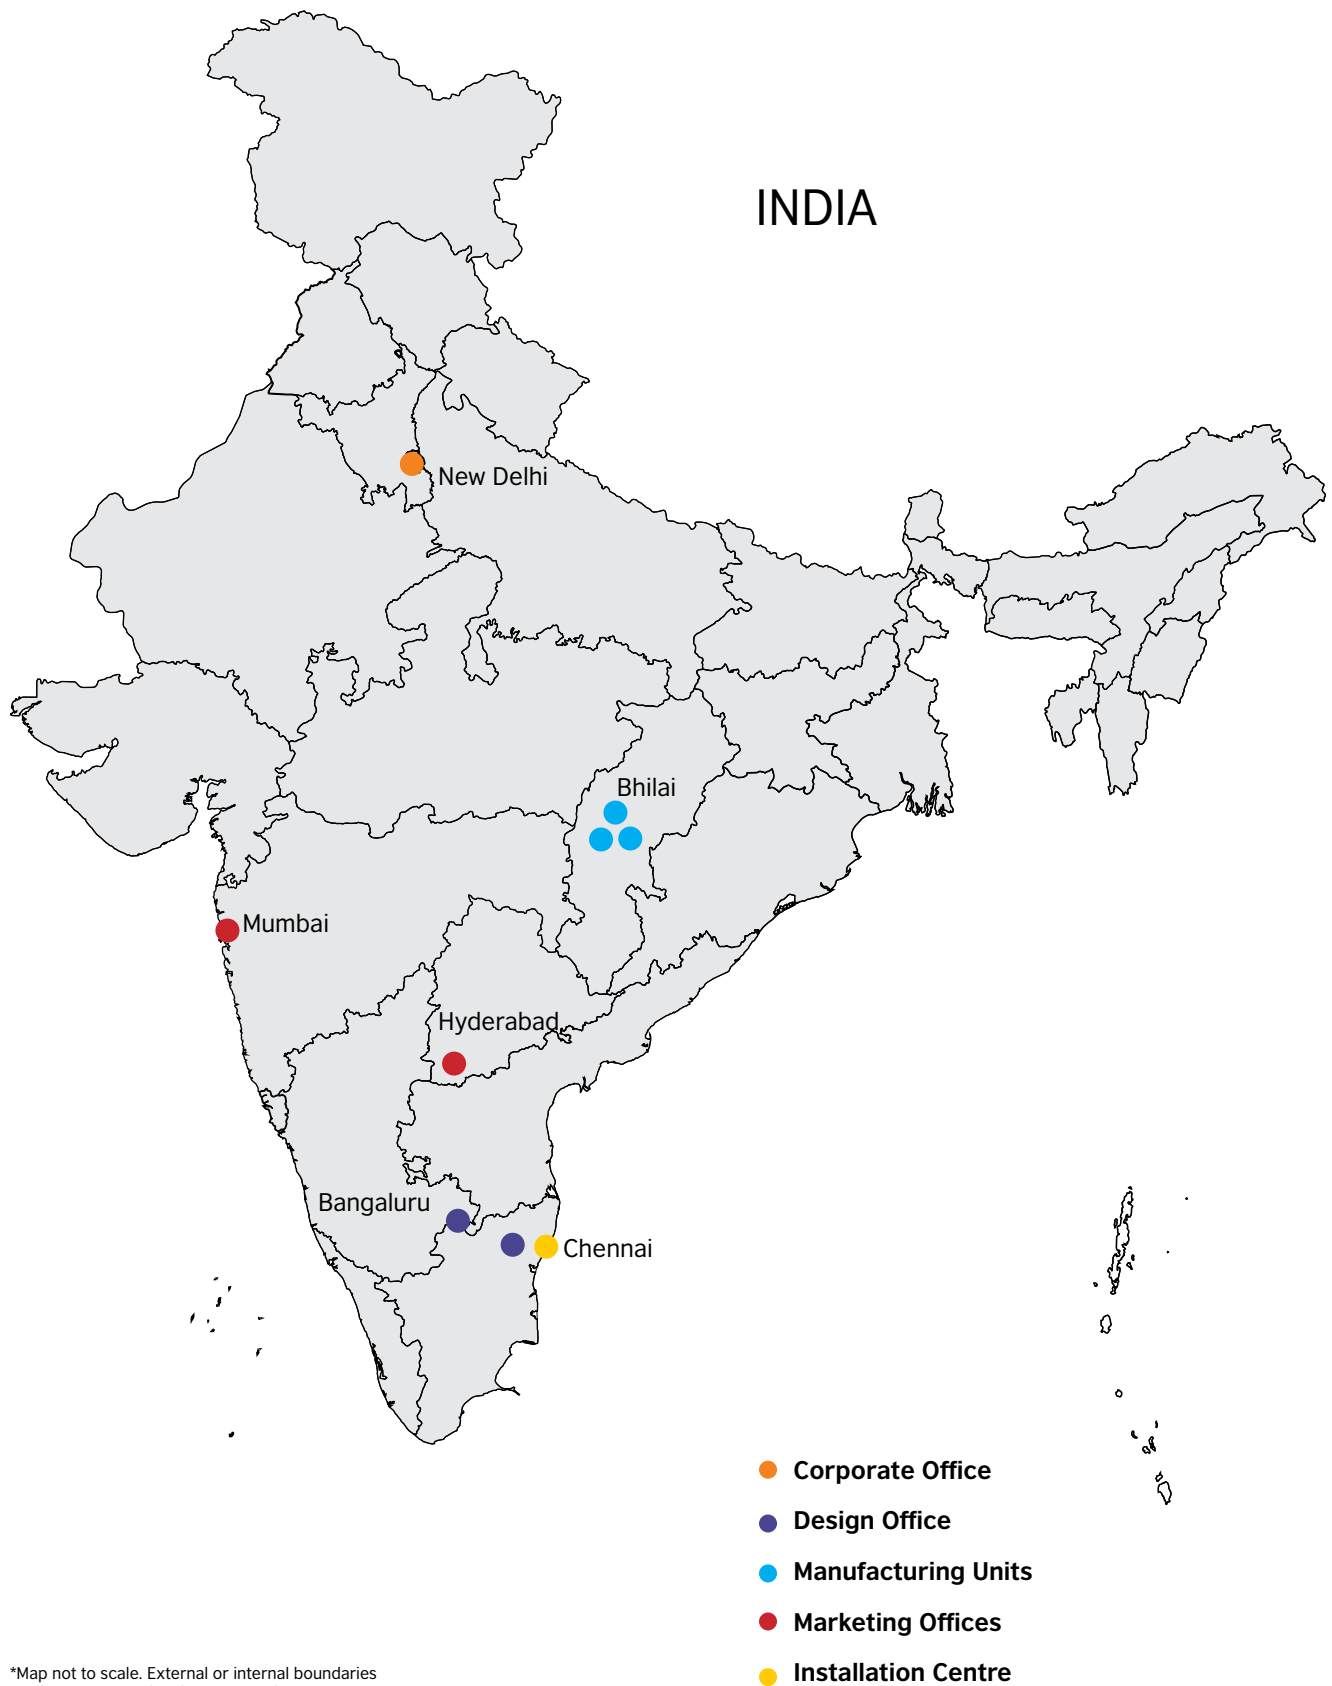 INDIA
New Delhi
Bhilai
Mumbai
Hyderabad
Bangaluru
Chennai
Corporate Office
Design Office
Manufacturing Units
Marketing Offices
Installation Centre
*Map not to scale. External or internal boundaries